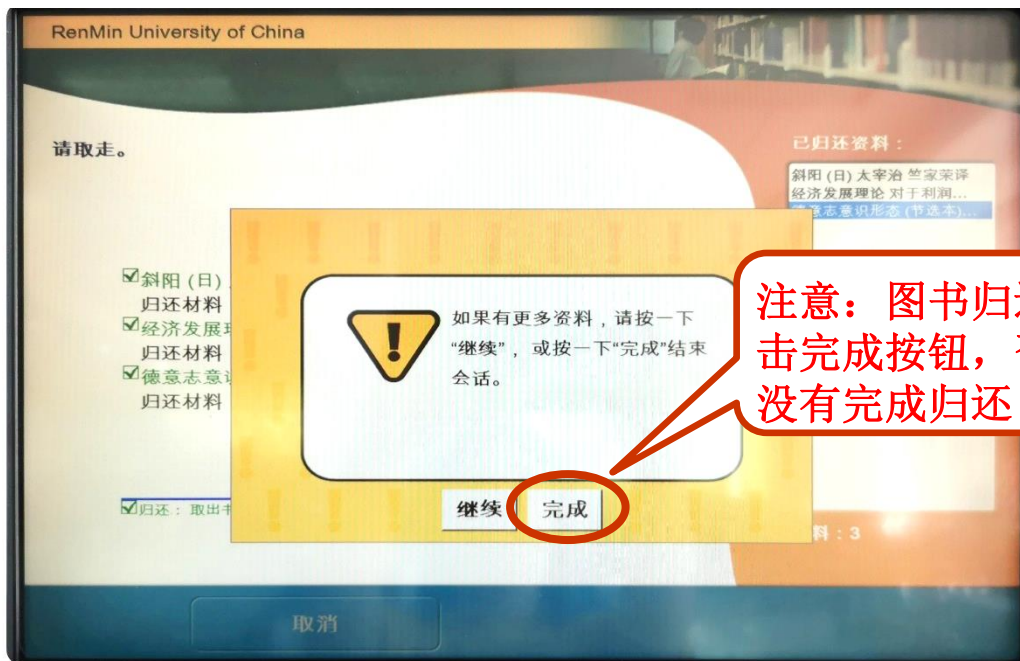 RenMin University of China
请取走。
已归还资料：
斜阳 (日) 太宰治 竺家荣译
经济发展理论 对于利润...
德意志意识形态 (节选本)...
斜阳 (日)
归还材料
经济发展
归还材料
德意志意
归还材料
如果有更多资料，请按一下
“继续”，或按一下“完成”结束
会话。
注意：图书归
击完成按钮，
没有完成归还
继续
完成
归还：取出
料：3
取消